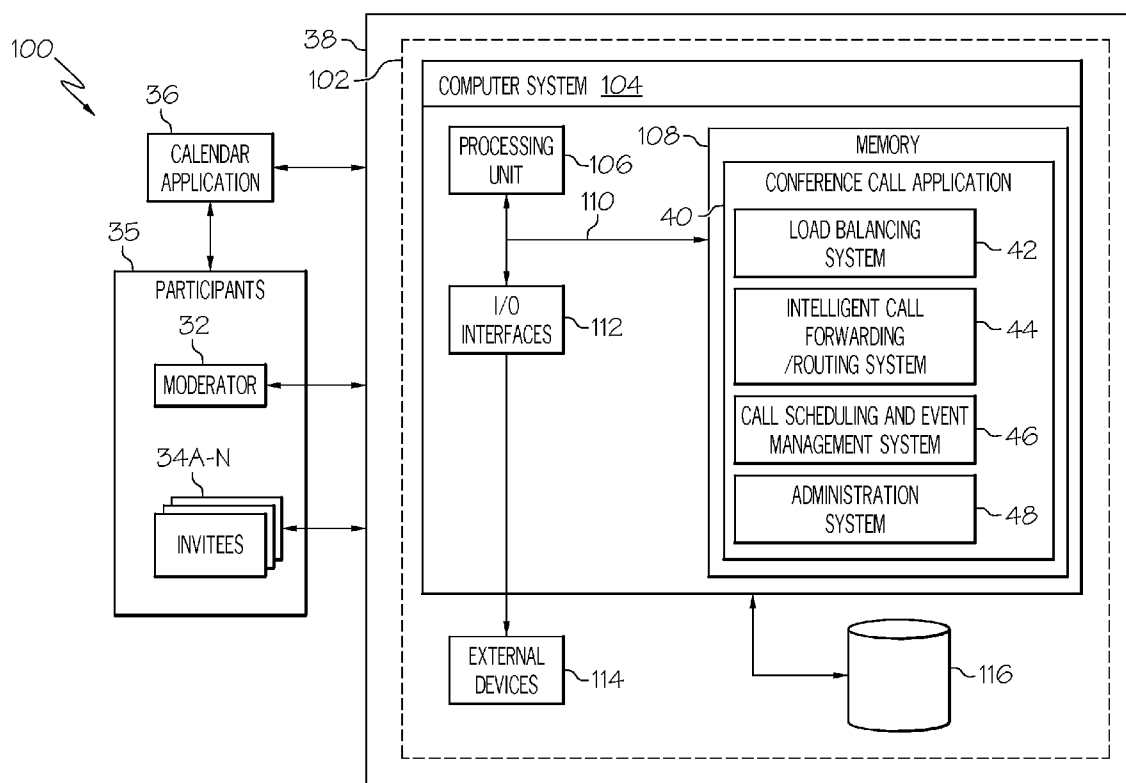 100
38
102
COMPUTER SYSTEM 104
36
CALENDAR
APPLICATION
35
PARTICIPANTS
32
MODERATOR
34A-N
INVITEES
PROCESSING
UNIT
106
110
I/O
INTERFACES
112
EXTERNAL
DEVICES
114
108
MEMORY
CONFERENCE CALL APPLICATION
40
LOAD BALANCING
SYSTEM
42
INTELLIGENT CALL
FORWARDING
/ROUTING SYSTEM
44
CALL SCHEDULING AND EVENT
MANAGEMENT SYSTEM
46
ADMINISTRATION
SYSTEM
48
116